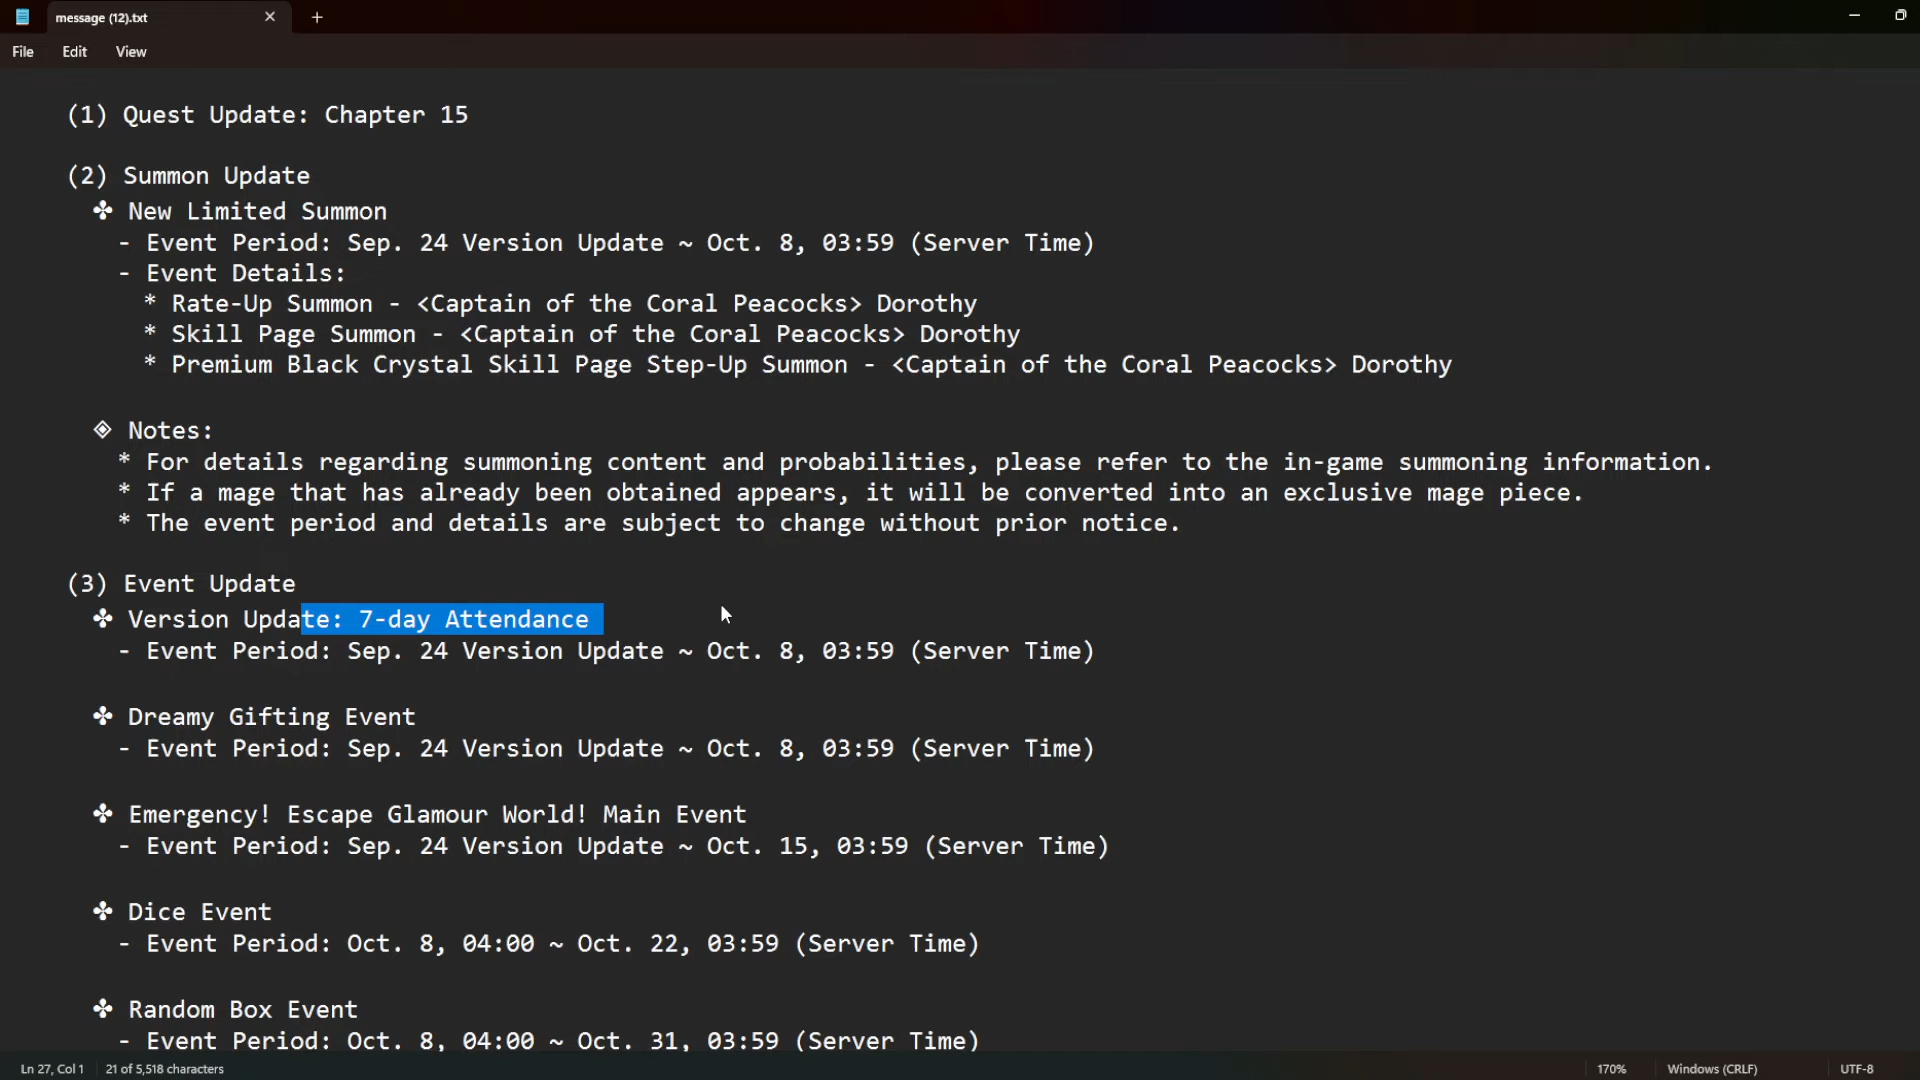 message (12).txt
File Edit View
(1) Quest Update: Chapter 15
(2) Summon Update
✤ New Limited Summon
- Event Period: Sep. 24 Version Update ~ Oct. 8, 03:59 (Server Time)
- Event Details:
* Rate-Up Summon - <Captain of the Coral Peacocks> Dorothy
* Skill Page Summon - <Captain of the Coral Peacocks> Dorothy
* Premium Black Crystal Skill Page Step-Up Summon - <Captain of the Coral Peacocks> Dorothy
◈ Notes:
* For details regarding summoning content and probabilities, please refer to the in-game summoning information.
* If a mage that has already been obtained appears, it will be converted into an exclusive mage piece.
* The event period and details are subject to change without prior notice.
(3) Event Update
✤ Version Update: 7-day Attendance
- Event Period: Sep. 24 Version Update ~ Oct. 8, 03:59 (Server Time)
✤ Dreamy Gifting Event
- Event Period: Sep. 24 Version Update ~ Oct. 8, 03:59 (Server Time)
✤ Emergency! Escape Glamour World! Main Event
- Event Period: Sep. 24 Version Update ~ Oct. 15, 03:59 (Server Time)
✤ Dice Event
- Event Period: Oct. 8, 04:00 ~ Oct. 22, 03:59 (Server Time)
✤ Random Box Event
- Event Period: Oct. 8, 04:00 ~ Oct. 31, 03:59 (Server Time)
Ln 27, Col 1 21 of 5,518 characters 170% Windows (CRLF) UTF-8